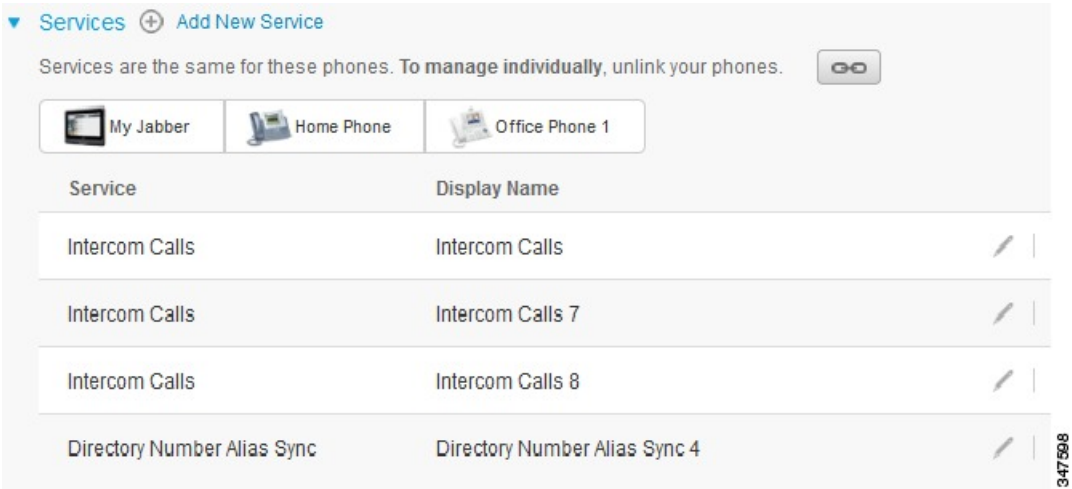 Services Add New Service
Services are the same for these phones. To manage individually, unlink your phones.
My Jabber Home Phone Office Phone 1
Service Display Name
Intercom Calls Intercom Calls
Intercom Calls Intercom Calls 7
Intercom Calls Intercom Calls 8
Directory Number Alias Sync Directory Number Alias Sync 4
347598